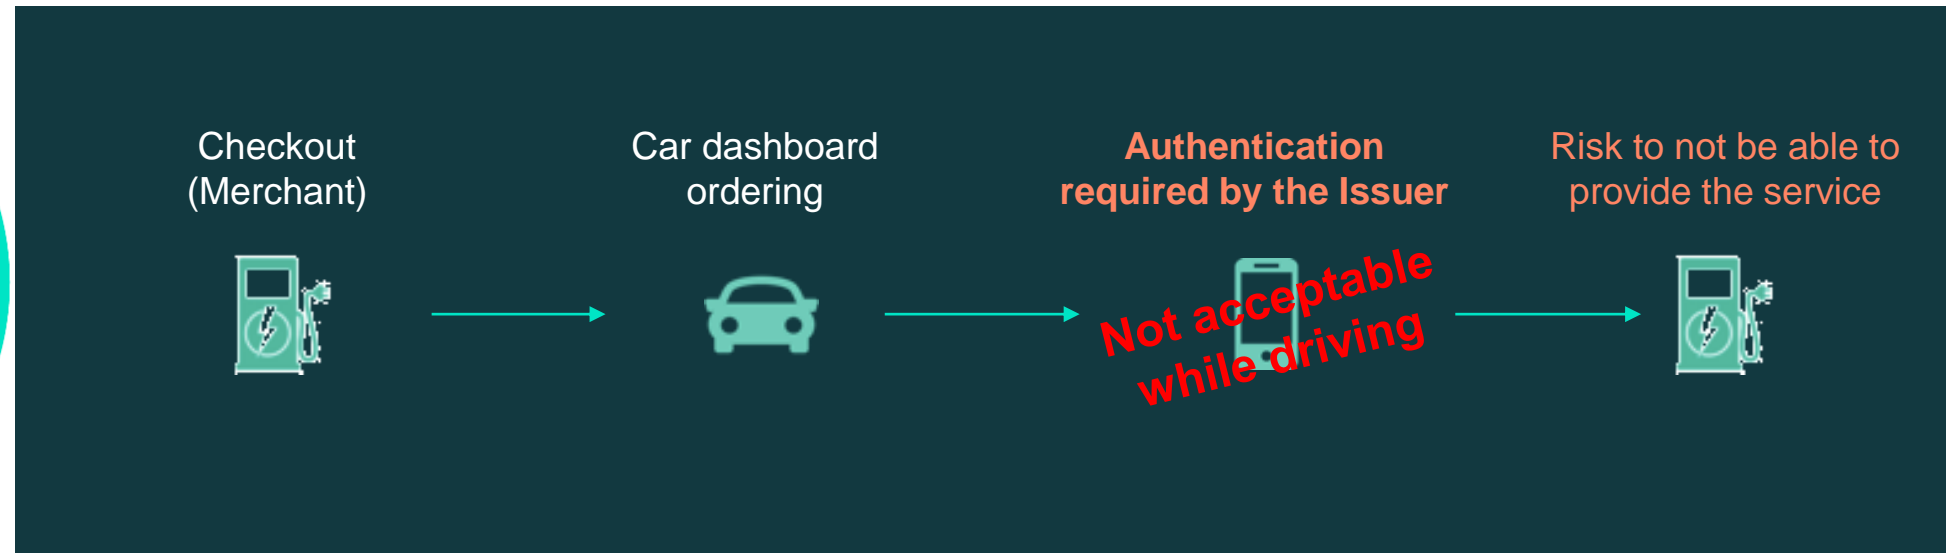 Checkout
(Merchant)
Car dashboard
ordering
Authentication
required by the Issuer
Not acceptable
while driving
Risk to not be able to
provide the service